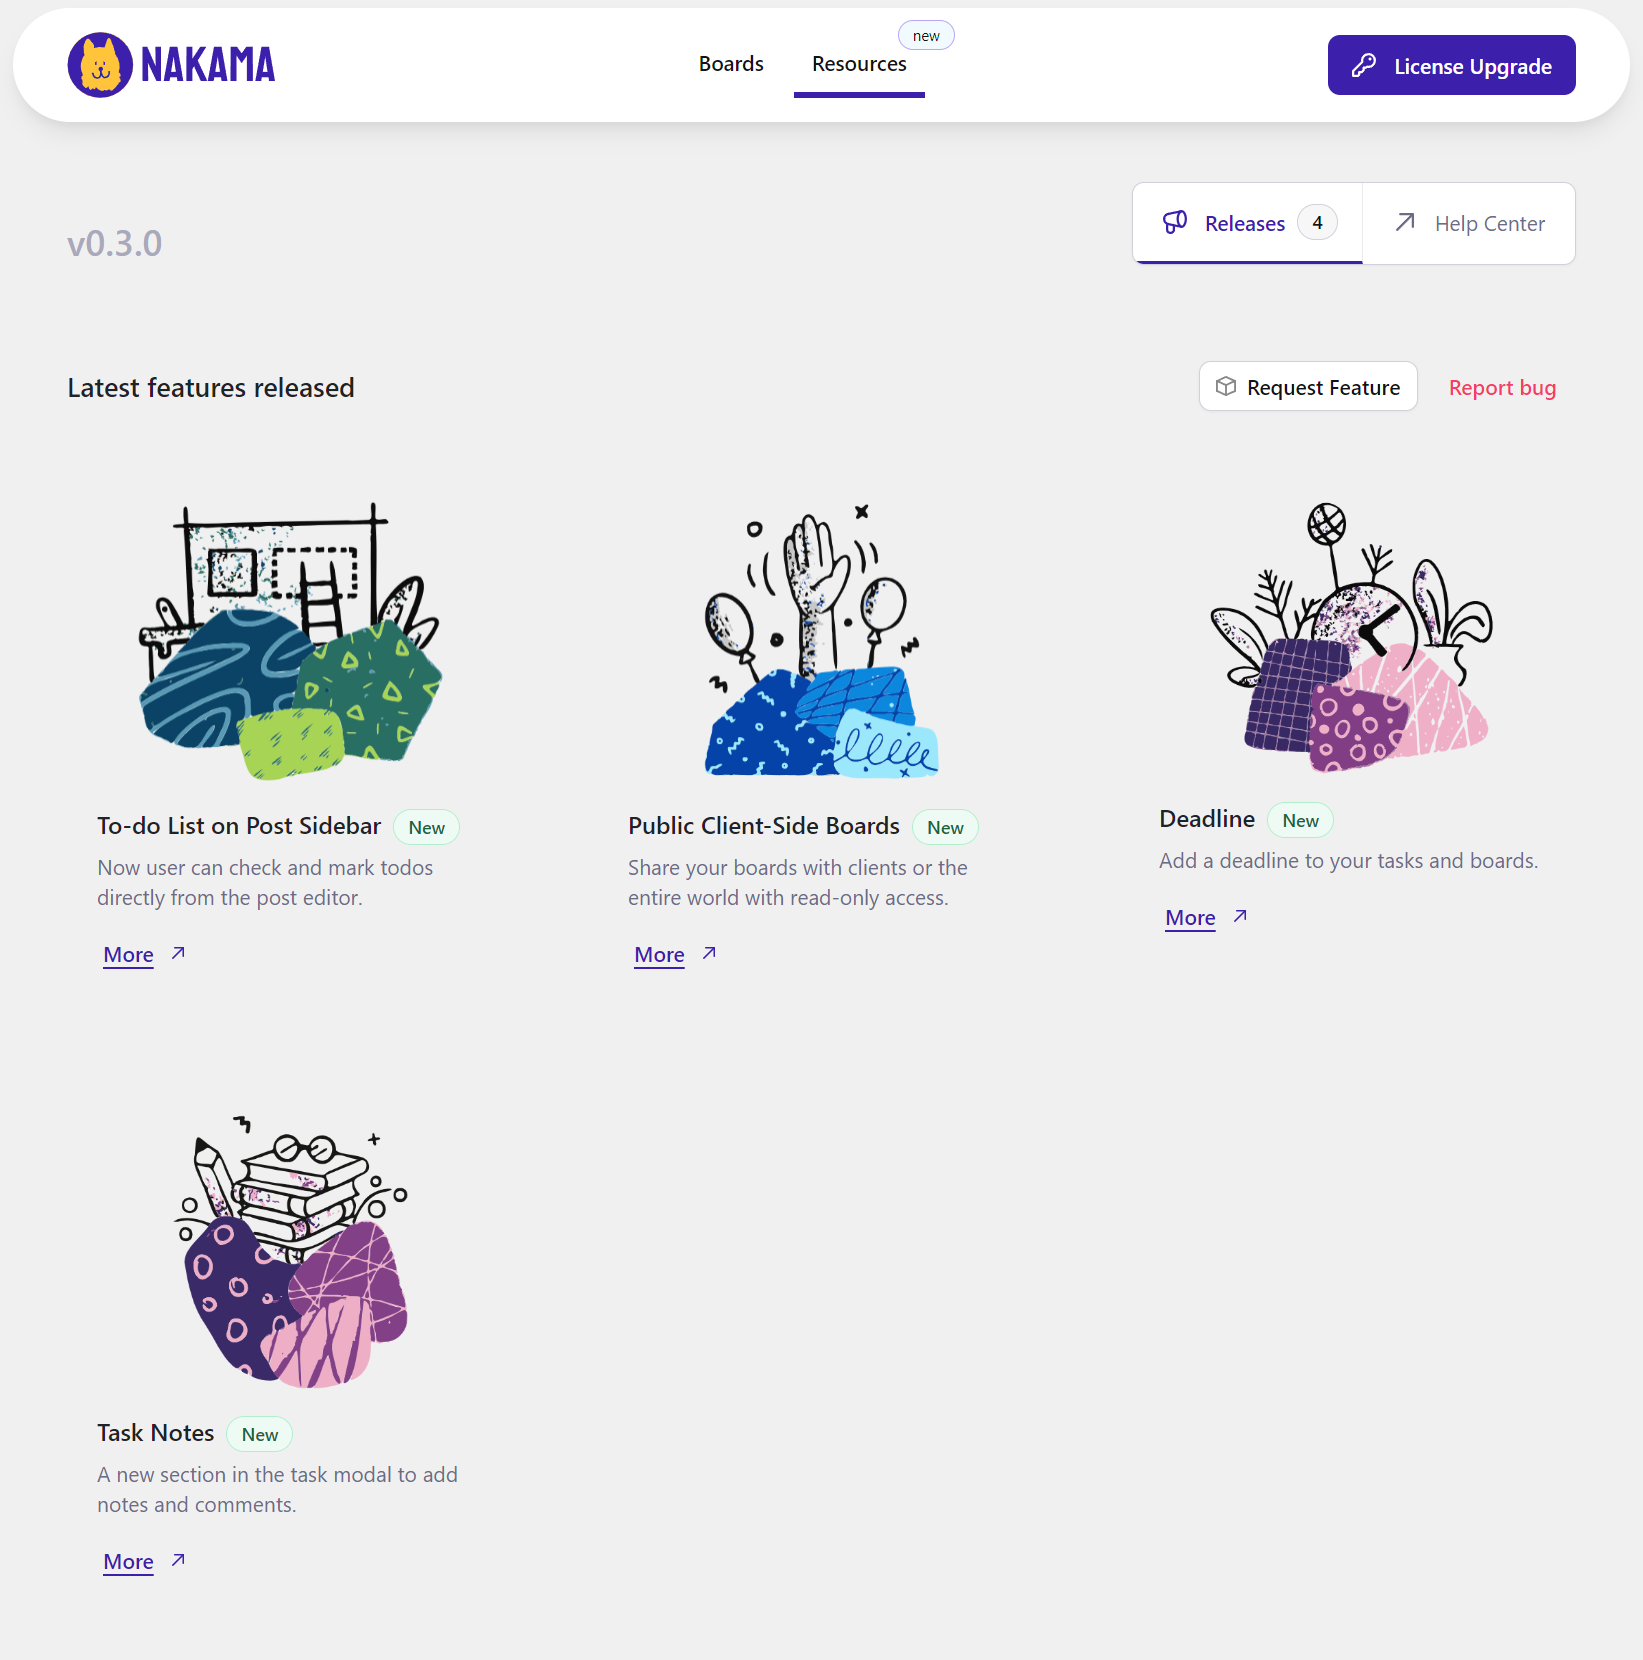 NAKAMA
Boards
Resources
new
License Upgrade
v0.3.0
Releases 4
Help Center
Latest features released
Request Feature
Report bug
To-do List on Post Sidebar New
Now user can check and mark todos
directly from the post editor.
More
Public Client-Side Boards New
Share your boards with clients or the
entire world with read-only access.
More
Deadline New
Add a deadline to your tasks and boards.
More
Task Notes New
A new section in the task modal to add
notes and comments.
More